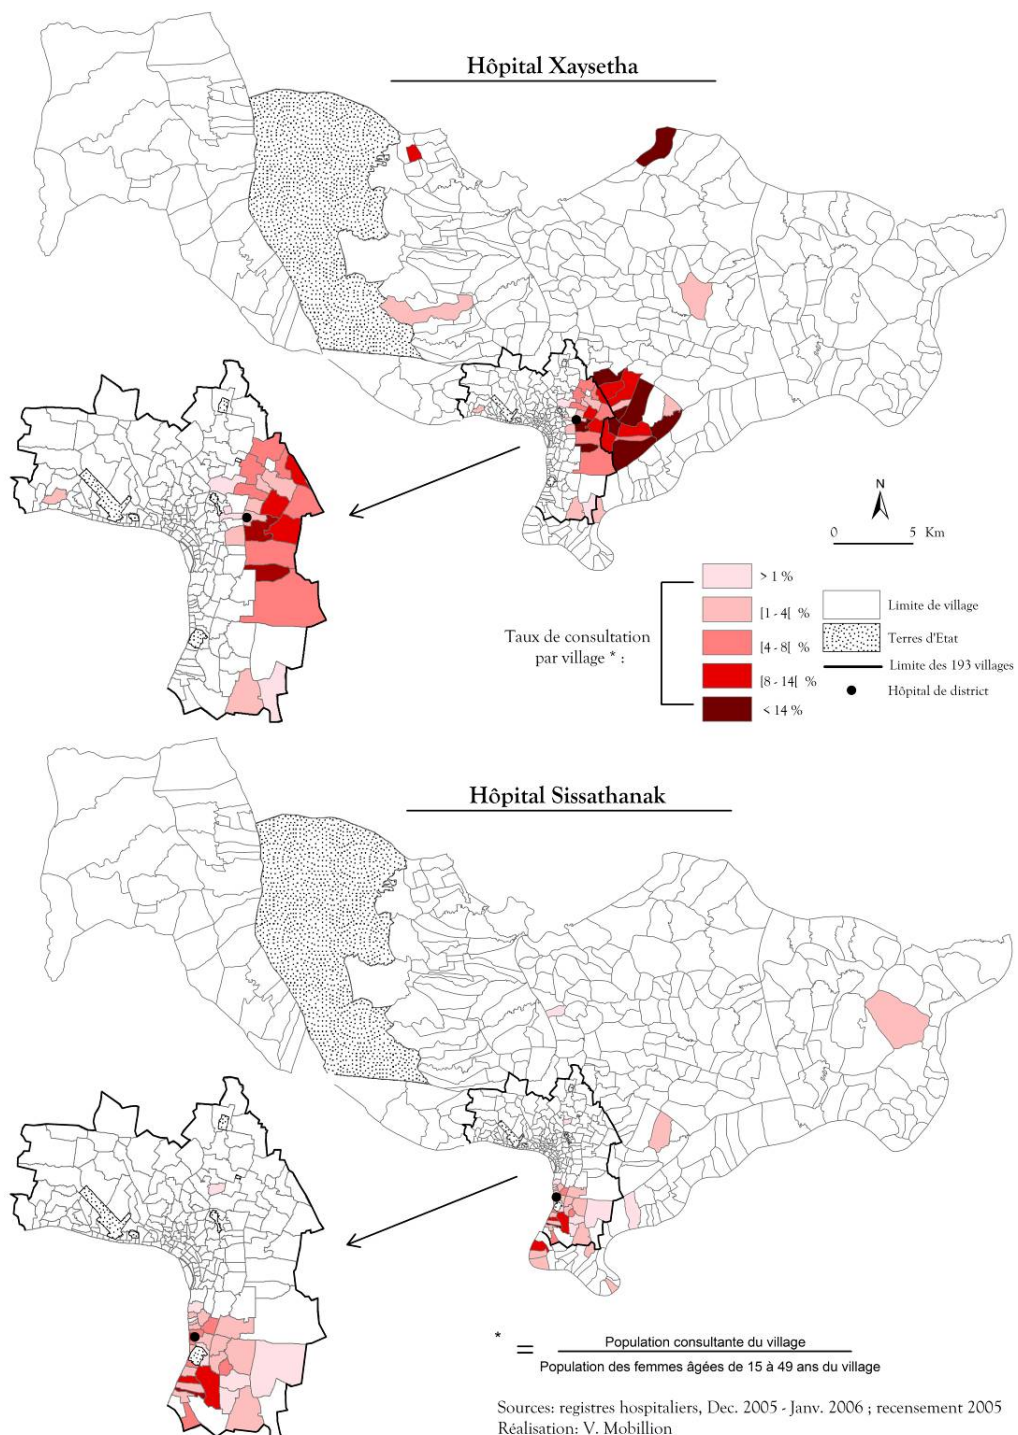 Hôpital Xaysetha
N
0 5 Km
Taux de consultation
par village * :
> 1 %
[1 - 4[ %
[4 - 8[ %
[8 - 14[ %
< 14 %
Limite de village
Terres d'Etat
Limite des 193 villages
Hôpital de district
Hôpital Sissathanak
* = Population consultante du village
Population des femmes âgées de 15 à 49 ans du village
Sources: registres hospitaliers, Dec. 2005 - Janv. 2006 ; recensement 2005
Réalisation: V. Mobillion